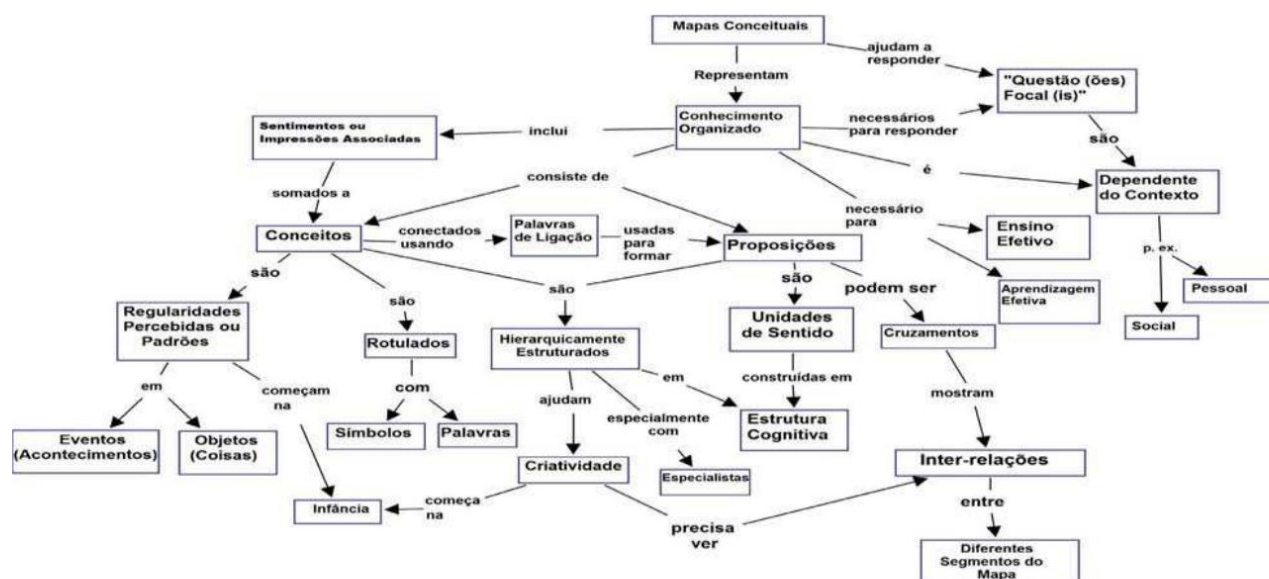 Mapas Conceituais
ajudam a
responder
Representam
"Questão (ões)
Focal (is)"
Conhecimento
Organizado
necessários
para responder
Sentimentos ou
Impressões Associadas
inclui
são
é
somados a
consiste de
Dependente
do Contexto
necessário
para
Conceitos
conectados
usando
Palavras
de Ligação
usadas
para
formar
Proposições
Ensino
Efetivo
p. ex.
são
são
são
são
podem ser
Aprendizagem
Efetiva
Pessoal
Social
Regularidades
Percebidas ou
Padrões
Rotulados
Hierarquicamente
Estruturados
Unidades
de Sentido
Cruzamentos
em
começam
na
com
ajudam
em
especialmente
com
construídas em
mostram
Eventos
(Acontecimentos)
Objetos
(Coisas)
Símbolos
Palavras
Estrutura
Cognitiva
Criatividade
Especialistas
Inter-relações
Infância
começa
na
precisa
ver
entre
Diferentes
Segmentos do
Mapa